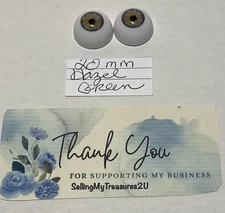 20 mm
Hazel
Green
Thank You
FOR SUPPORTING MY BUSINESS
SellingMyTreasures2U